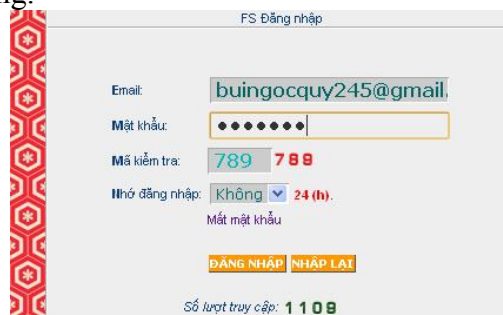 ng.
FS Đăng nhập
Email: buingocquy245@gmail.
Mật khẩu: •••••••
Mã kiểm tra: 789 789
Nhớ đăng nhập: Không 24 (h).
Mất mật khẩu
ĐĂNG NHẬP NHẬP LẠI
Số lượt truy cập: 1108